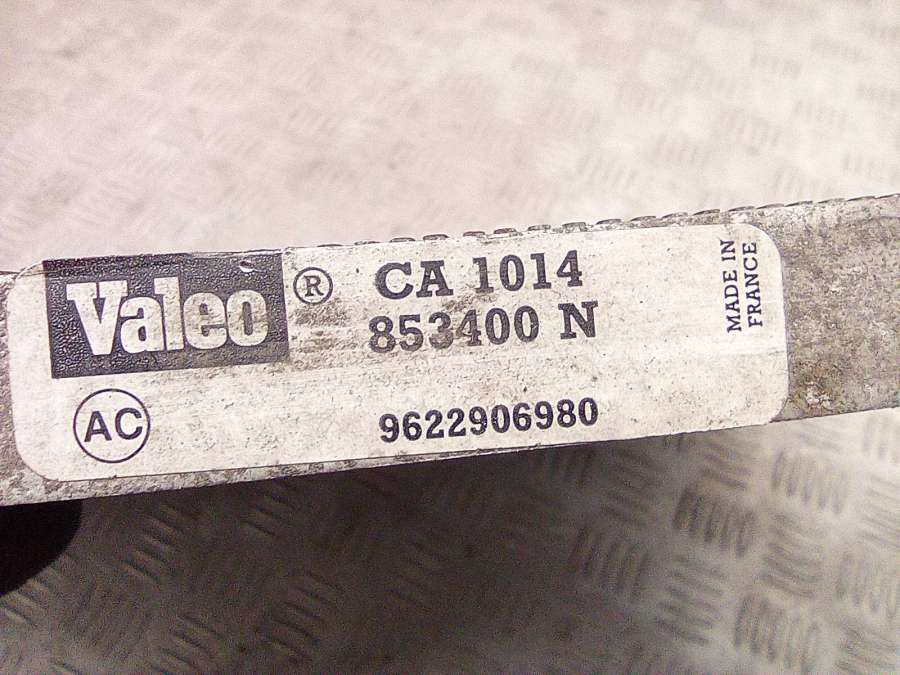 Valeo ®
CA 1014
853400 N
MADE IN
FRANCE
AC
9622906980